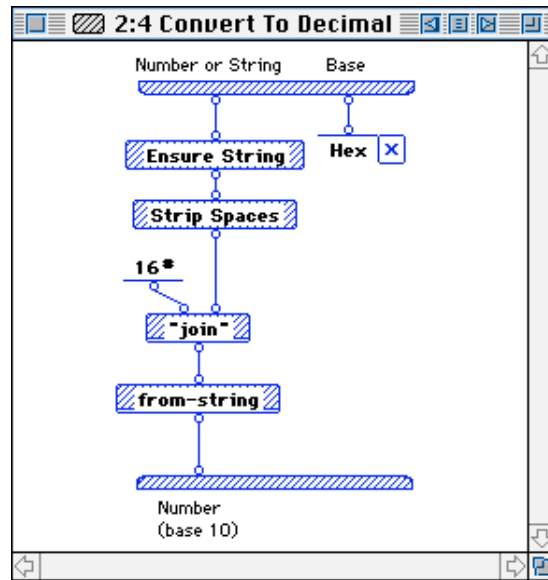 2:4 Convert To Decimal
Number or String Base
Hex X
Ensure String
Strip Spaces
16#
"join"
from-string
Number
(base 10)